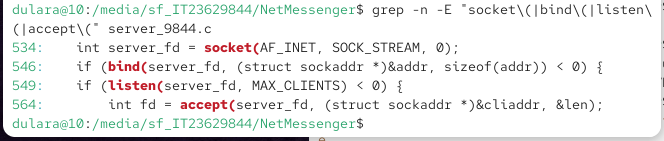 dulara@10:/media/sf_IT23629844/NetMessenger$ grep -n -E "socket\(|bind\(|listen\
(|accept\(" server_9844.c
534:    int server_fd = socket(AF_INET, SOCK_STREAM, 0);
546:    if (bind(server_fd, (struct sockaddr *)&addr, sizeof(addr)) < 0) {
549:    if (listen(server_fd, MAX_CLIENTS) < 0) {
564:        int fd = accept(server_fd, (struct sockaddr *)&cliaddr, &len);
dulara@10:/media/sf_IT23629844/NetMessenger$